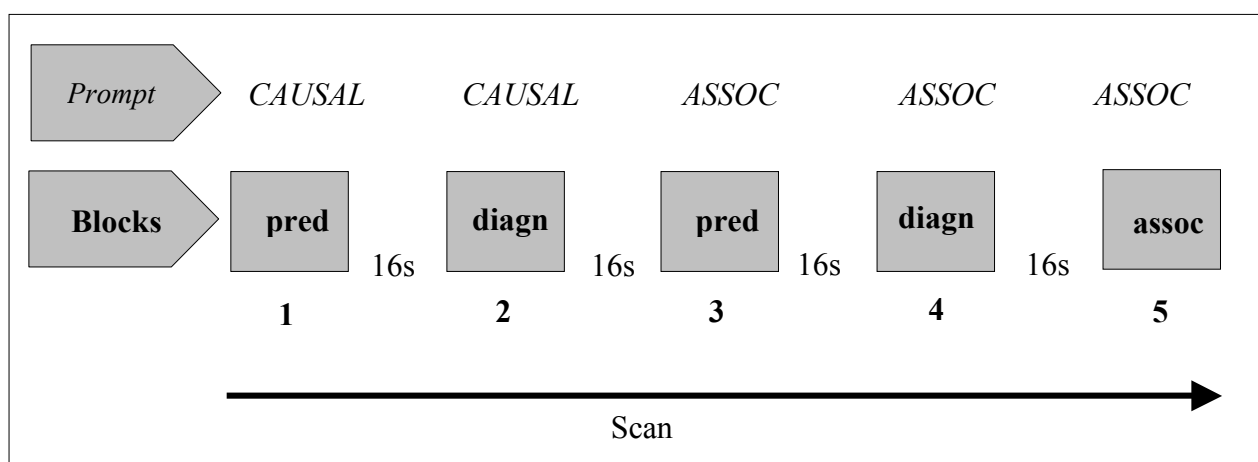 Prompt CAUSAL CAUSAL ASSOC ASSOC ASSOC
Blocks pred diagn pred diagn assoc
16s 16s 16s 16s
1 2 3 4 5
Scan